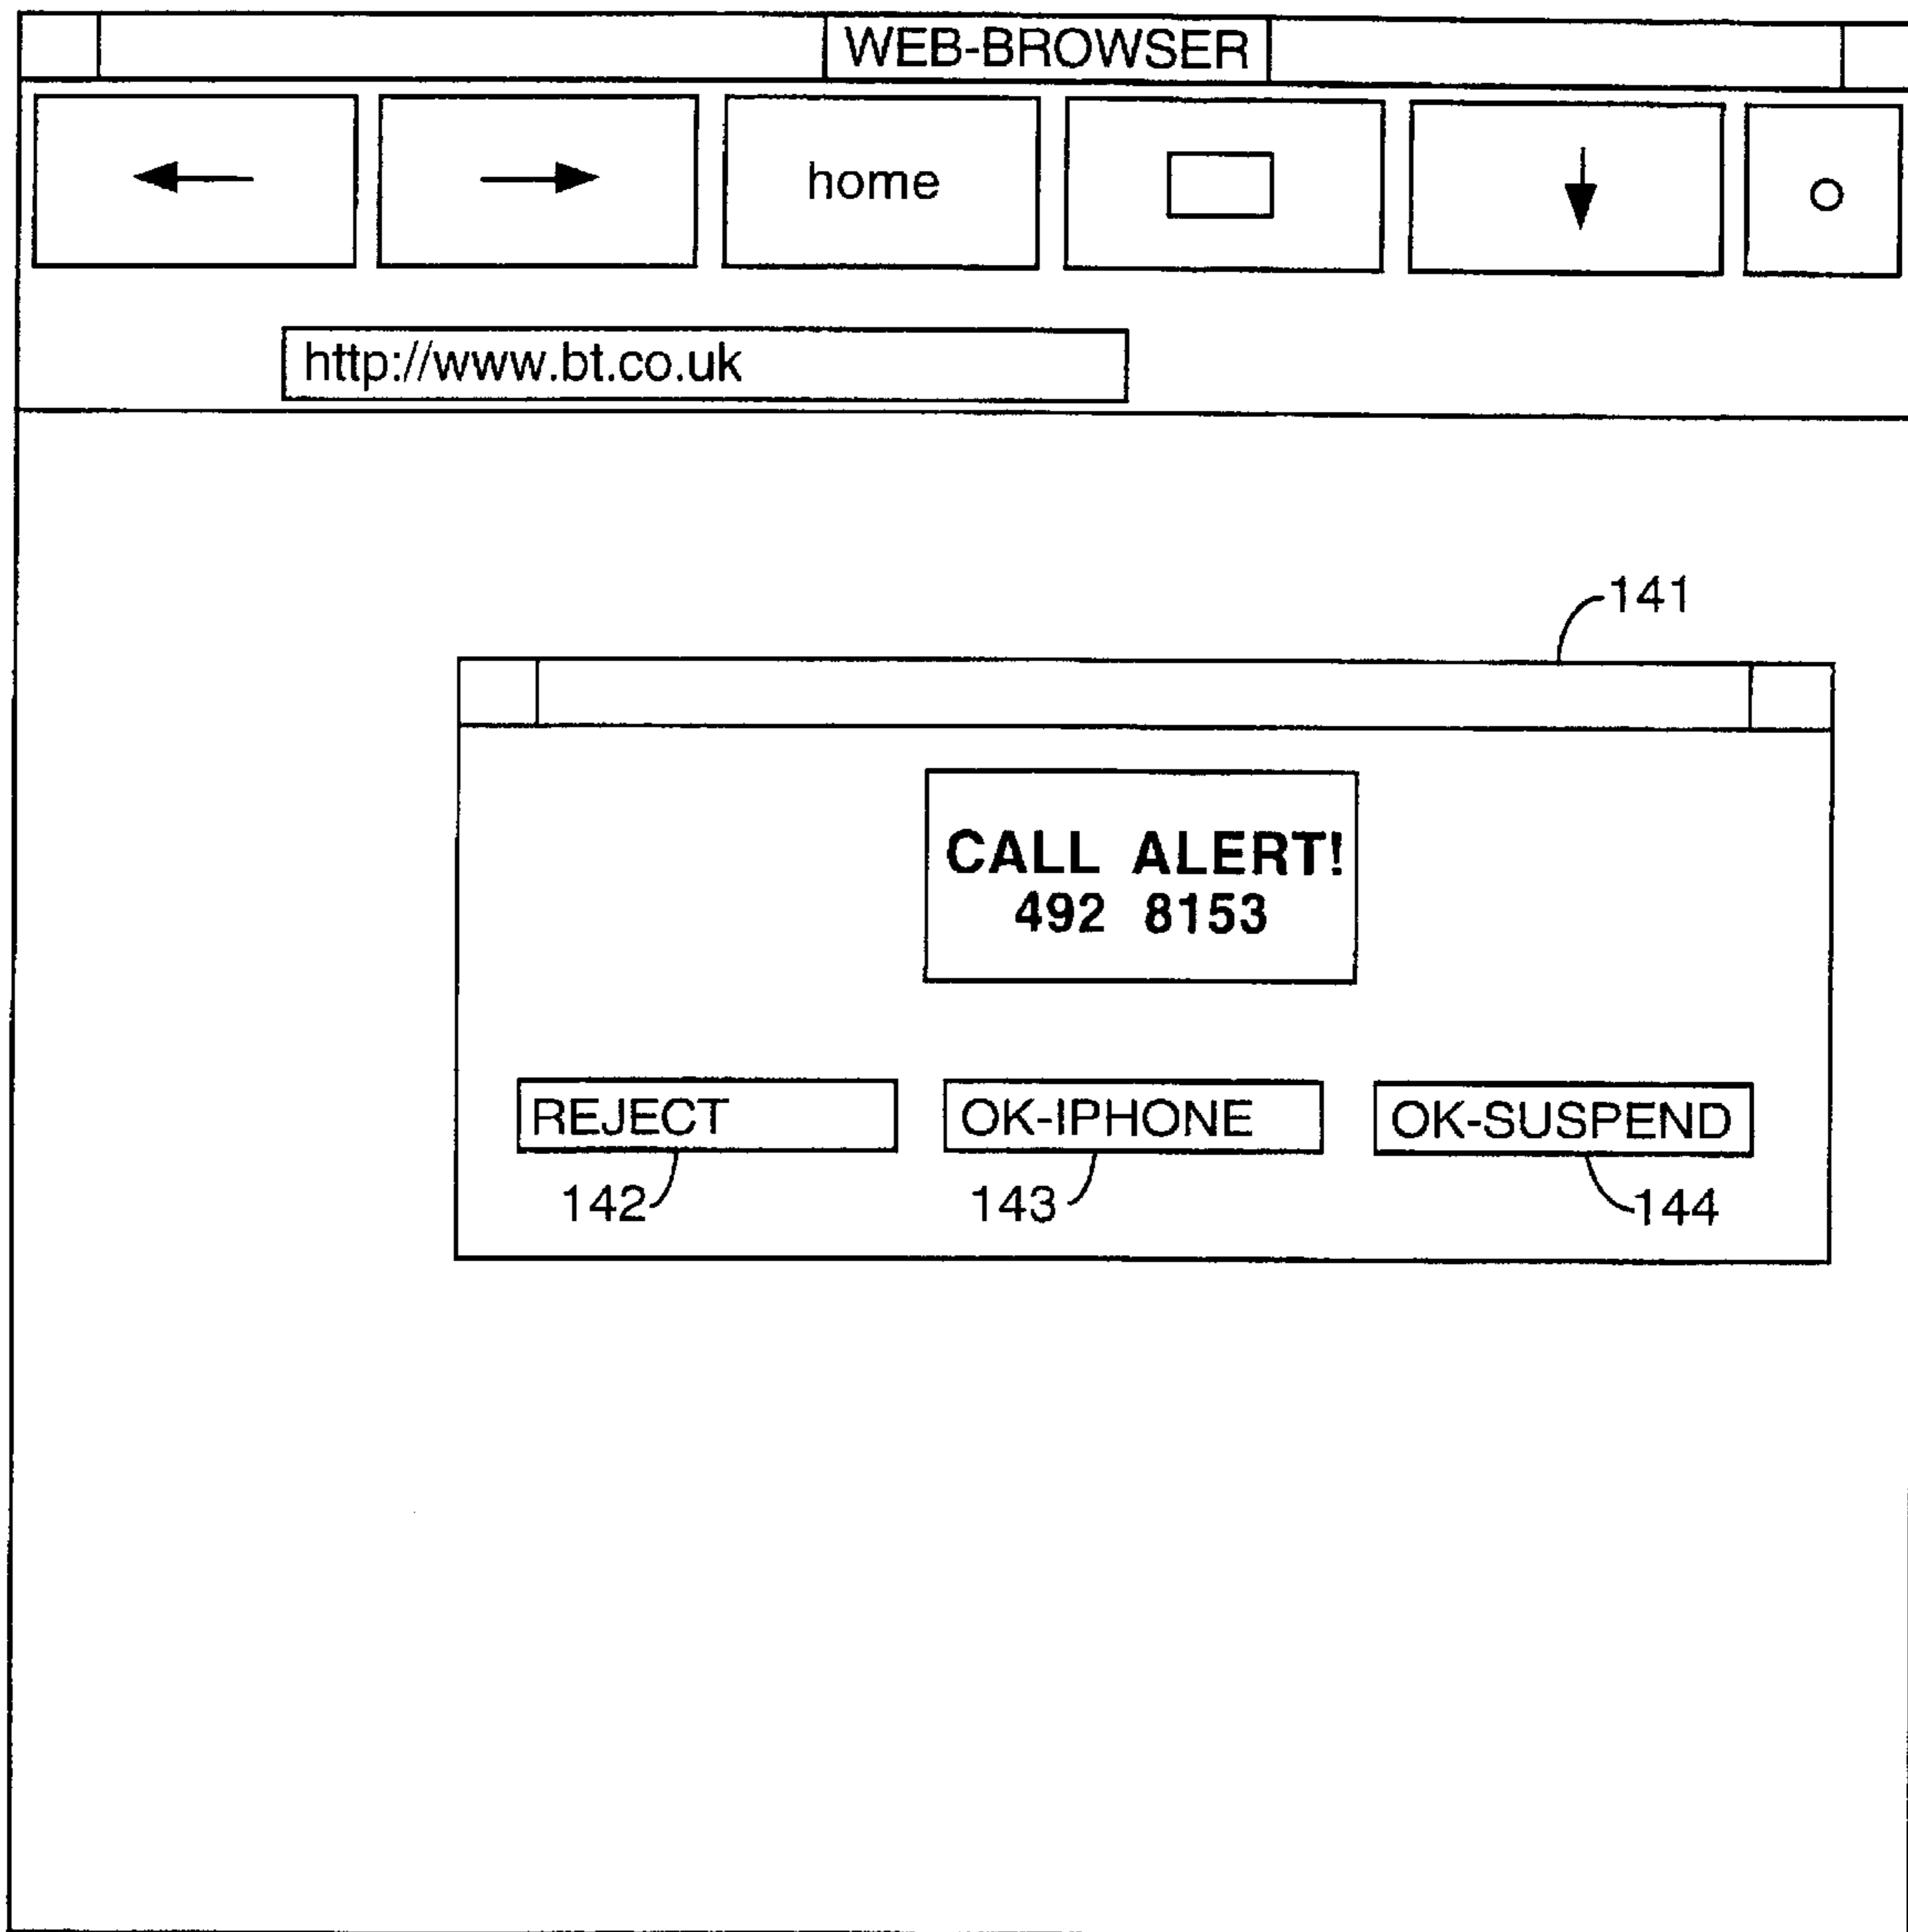 WEB-BROWSER
home
http://www.bt.co.uk
141
CALL ALERT!
492 8153
REJECT
OK-IPHONE
OK-SUSPEND
142
143
144